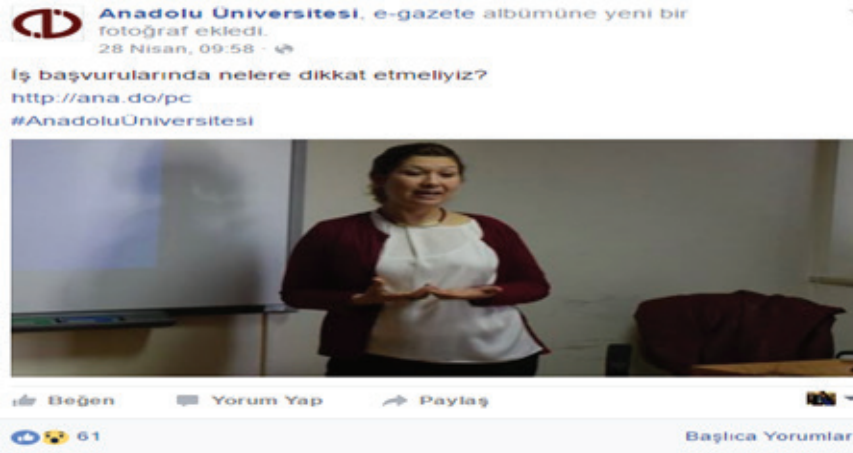 Anadolu Üniversitesi, e-gazete albümüne yeni bir
fotoğraf ekledi.
28 Nisan, 09:58 ·
İş başvurularında nelere dikkat etmeliyiz?
http://ana.do/pc
#AnadoluÜniversitesi
Beğen Yorum Yap Paylaş
61 Başlıca Yorumlar